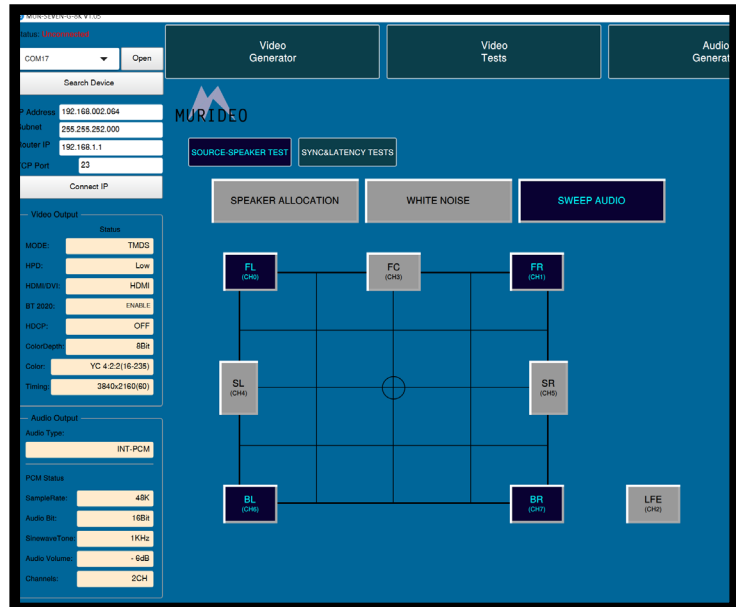 MUN-SEVEN-G-8K V1.05
Status:
COM17
Open
Search Device
P Address
192.168.002.064
ubnet
255.255.252.000
outer IP
192.168.1.1
CP Port
23
Connect IP
Video Output
Status
MODE:
TMDS
HPD:
Low
HDMI/DVI:
HDMI
BT 2020:
ENABLE
HDCP:
OFF
ColorDepth:
8Bit
Color:
YC 4:2:2(16-235)
Timing:
3840x2160(60)
Audio Output
Audio Type:
INT-PCM
PCM Status
SampleRate:
48K
Audio Bit:
16Bit
SinewaveTone:
1KHz
Audio Volume:
- 6dB
Channels:
2CH
Video
Generator
Video
Tests
Audio
Generat
MURIDEO
SOURCE-SPEAKER TEST
SYNC&LATENCY TESTS
SPEAKER ALLOCATION
WHITE NOISE
SWEEP AUDIO
FL
(CH0)
FC
(CH3)
FR
(CH1)
SL
(CH4)
SR
(CH5)
BL
(CH6)
BR
(CH7)
LFE
(CH2)